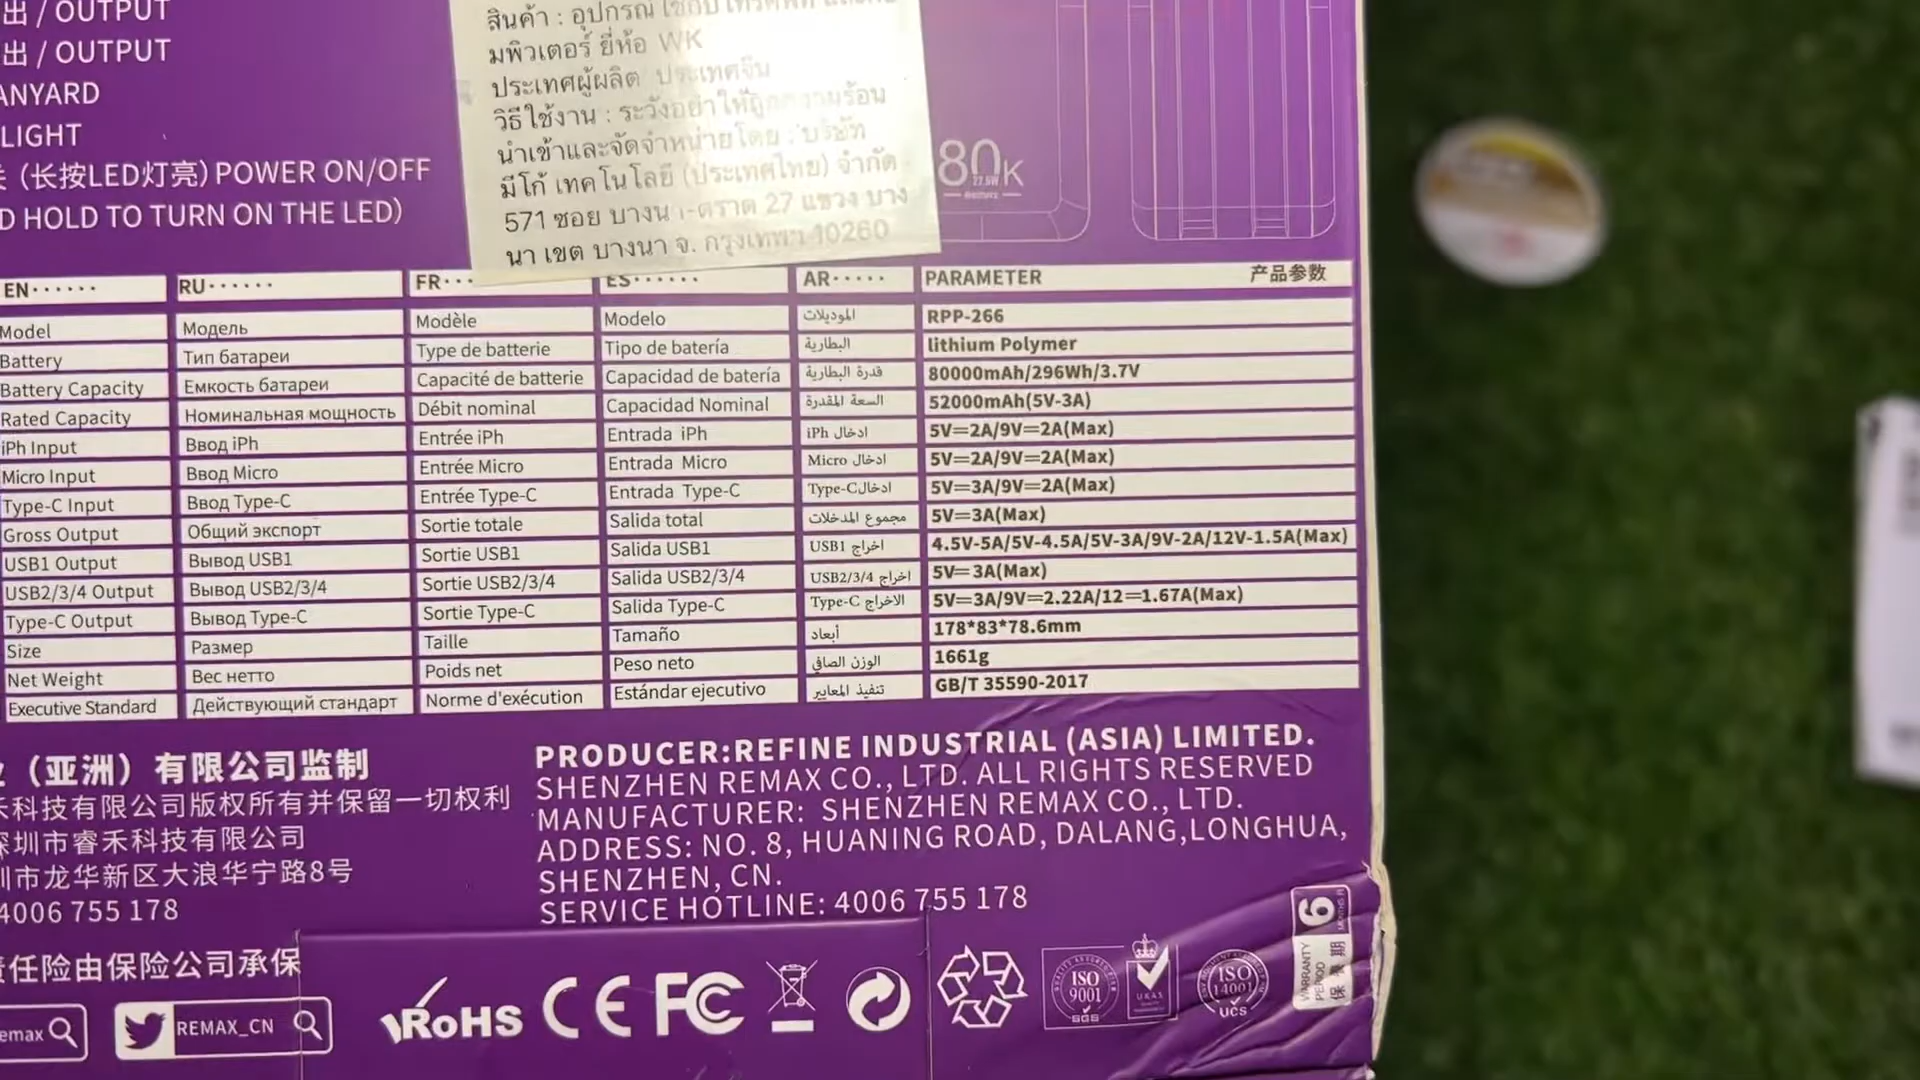 出 / OUTPUT
出 / OUTPUT
ANYARD
LIGHT
关 (长按LED灯亮) POWER ON/OFF
D HOLD TO TURN ON THE LED)
มพิวเตอร์ ยี่ห้อ WK
ประเทศผู้ผลิต ประเทศจีน
วิธีใช้งาน : ระวังอย่าให้ถูกความร้อน
นำเข้าและจัดจำหน่ายโดย : บริษัท
มีโก้ เทคโนโลยี (ประเทศไทย) จำกัด
571 ซอย บางนา-ตราด 27 แขวง บาง
นา เขต บางนา จ. กรุงเทพฯ 10260
80K
22.5W
REMAX
EN······ RU······ FR··· ES······ AR····· PARAMETER 产品参数
Model Модель Modèle Modelo الموديلات RPP-266
Battery Тип батареи Type de batterie Tipo de batería البطارية lithium Polymer
Battery Capacity Емкость батареи Capacité de batterie Capacidad de batería قدرة البطارية 80000mAh/296Wh/3.7V
Rated Capacity Номинальная мощность Débit nominal Capacidad Nominal السعة المقدرة 52000mAh(5V-3A)
iPh Input Ввод iPh Entrée iPh Entrada iPh ادخال iPh 5V=2A/9V=2A(Max)
Micro Input Ввод Micro Entrée Micro Entrada Micro ادخال Micro 5V=2A/9V=2A(Max)
Type-C Input Ввод Type-C Entrée Type-C Entrada Type-C ادخالType-C 5V=3A/9V=2A(Max)
Gross Output Общий экспорт Sortie totale Salida total مجموع المدخلات 5V=3A(Max)
USB1 Output Вывод USB1 Sortie USB1 Salida USB1 اخراج USB1 4.5V-5A/5V-4.5A/5V-3A/9V-2A/12V-1.5A(Max)
USB2/3/4 Output Вывод USB2/3/4 Sortie USB2/3/4 Salida USB2/3/4 اخراج USB2/3/4 5V=3A(Max)
Type-C Output Вывод Type-C Sortie Type-C Salida Type-C الاخراج Type-C 5V=3A/9V=2.22A/12=1.67A(Max)
Size Размер Taille Tamaño أبعاد 178*83*78.6mm
Net Weight Вес нетто Poids net Peso neto الوزن الصافي 1661g
Executive Standard Действующий стандарт Norme d'exécution Estándar ejecutivo تنفيذ المعايير GB/T 35590-2017
（亚洲）有限公司监制
禾科技有限公司版权所有并保留一切权利
深圳市睿禾科技有限公司
圳市龙华新区大浪华宁路8号
4006 755 178
责任险由保险公司承保
PRODUCER:REFINE INDUSTRIAL (ASIA) LIMITED.
SHENZHEN REMAX CO., LTD. ALL RIGHTS RESERVED
MANUFACTURER: SHENZHEN REMAX CO., LTD.
ADDRESS: NO. 8, HUANING ROAD, DALANG,LONGHUA,
SHENZHEN, CN.
SERVICE HOTLINE: 4006 755 178
emax
REMAX_CN
RoHS CE FC
ISO 9001
SGS
UKAS
ISO 14001
UCS
WARRANTY PERIOD
保 期
6 MONTHS